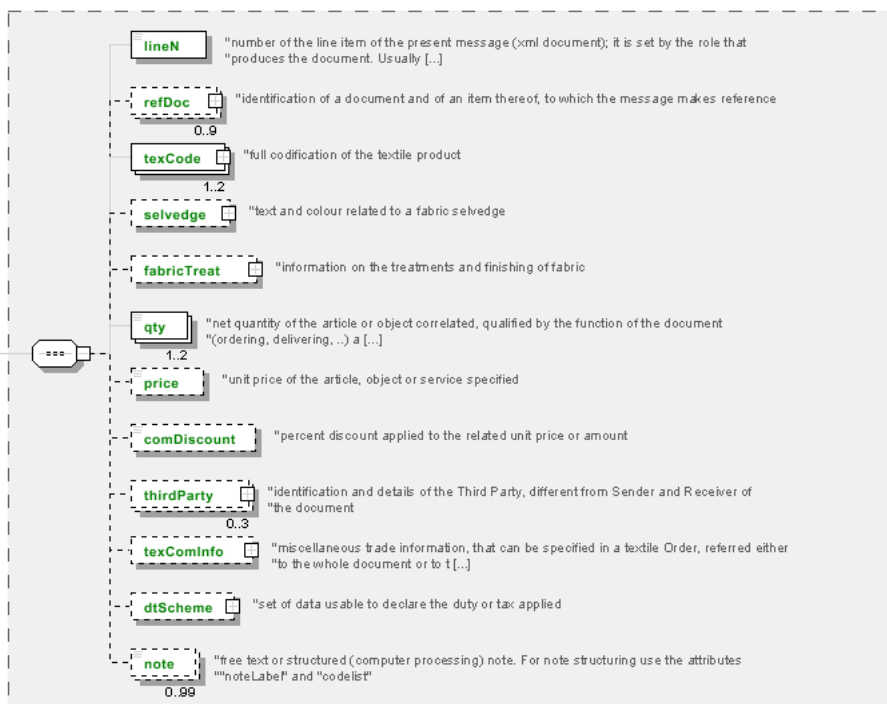 lineN
"number of the line item of the present message (xml document); it is set by the role that
"produces the document. Usually [...]
refDoc
"identification of a document and of an item thereof, to which the message makes reference
0..9
texCode
"full codification of the textile product
1..2
selvedge
"text and colour related to a fabric selvedge
fabricTreat
"information on the treatments and finishing of fabric
qty
"net quantity of the article or object correlated, qualified by the function of the document
"(ordering, delivering, ..) a [...]
1..2
price
"unit price of the article, object or service specified
comDiscount
"percent discount applied to the related unit price or amount
thirdParty
"identification and details of the Third Party, different from Sender and Receiver of
"the document
0..3
texComInfo
"miscellaneous trade information, that can be specified in a textile Order, referred either
"to the whole document or to t [...]
dtScheme
"set of data usable to declare the duty or tax applied
note
"free text or structured (computer processing) note. For note structuring use the attributes
""noteLabel" and "codelist"
0..99